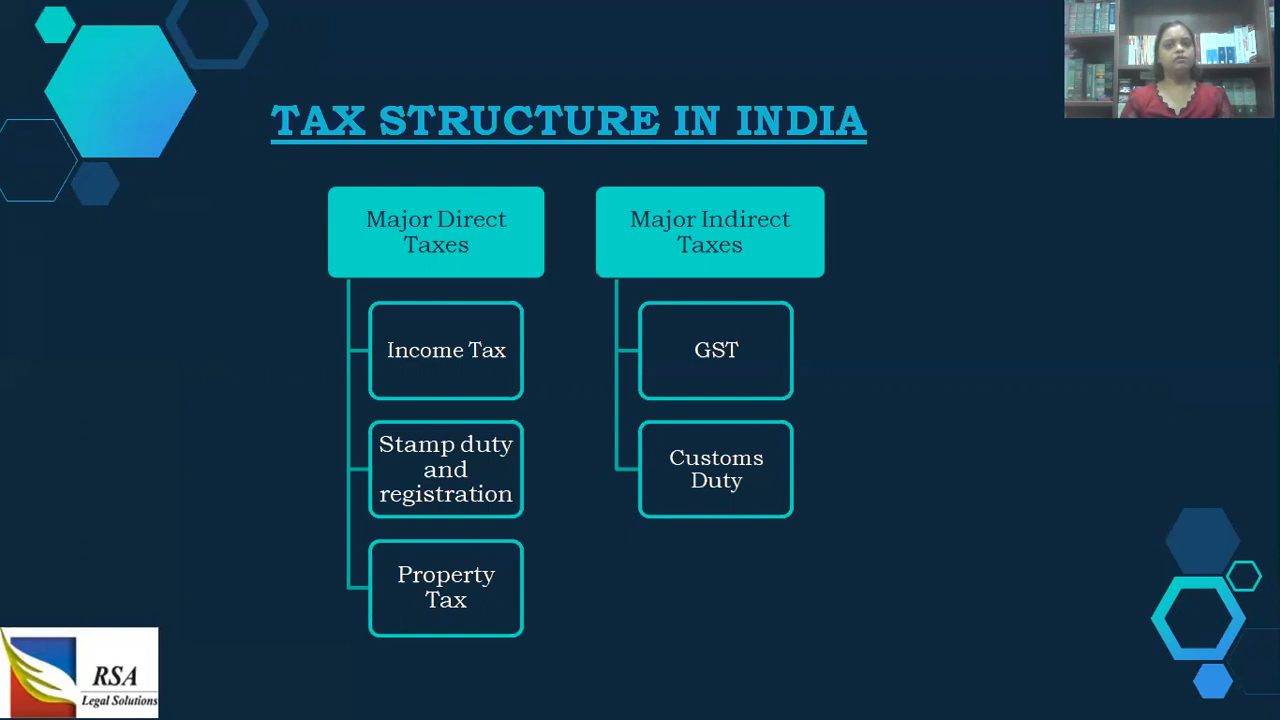 TAX STRUCTURE IN INDIA
Major Direct
Taxes
Income Tax
Stamp duty
and
registration
Property
Tax
Major Indirect
Taxes
GST
Customs
Duty
RSA
Legal Solutions